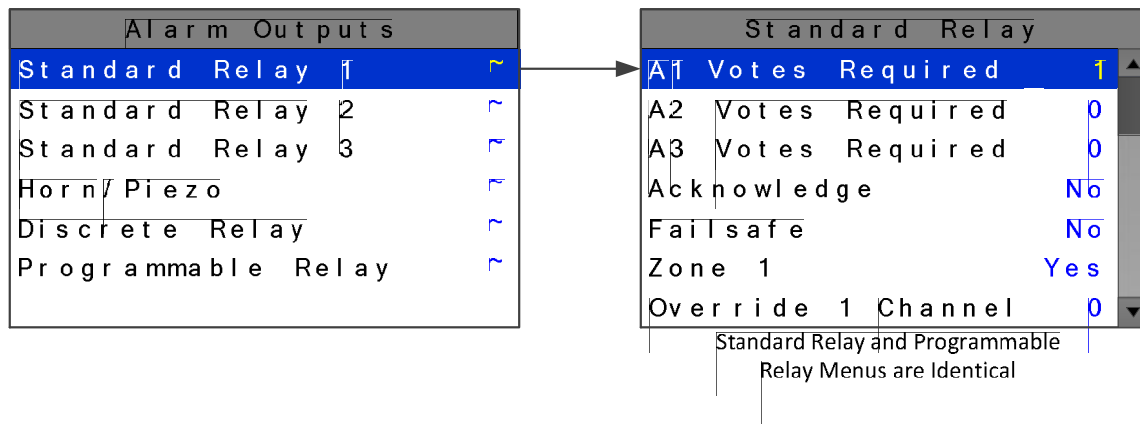 Alarm Outputs
Standard Relay 1 ~
Standard Relay 2 ~
Standard Relay 3 ~
Horn/Piezo ~
Discrete Relay ~
Programmable Relay ~
Standard Relay
A1 Votes Required 1
A2 Votes Required 0
A3 Votes Required 0
Acknowledge No
Failsafe No
Zone 1 Yes
Override 1 Channel 0
Standard Relay and Programmable
Relay Menus are Identical